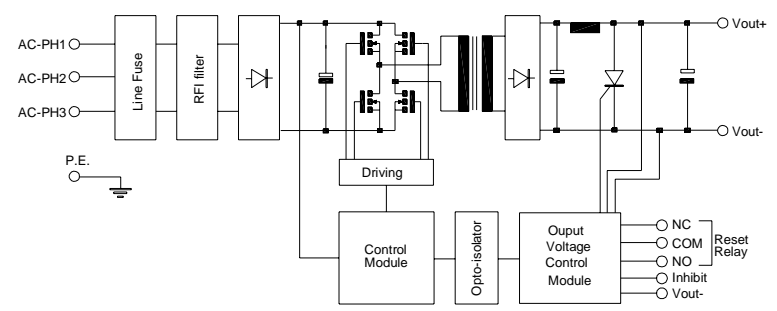 AC-PH1
AC-PH2
AC-PH3
P.E.
Line Fuse
RFI filter
Driving
Control
Module
Opto-isolator
Ouput
Voltage
Control
Module
Vout+
Vout-
NC
COM
NO
Reset
Relay
Inhibit
Vout-